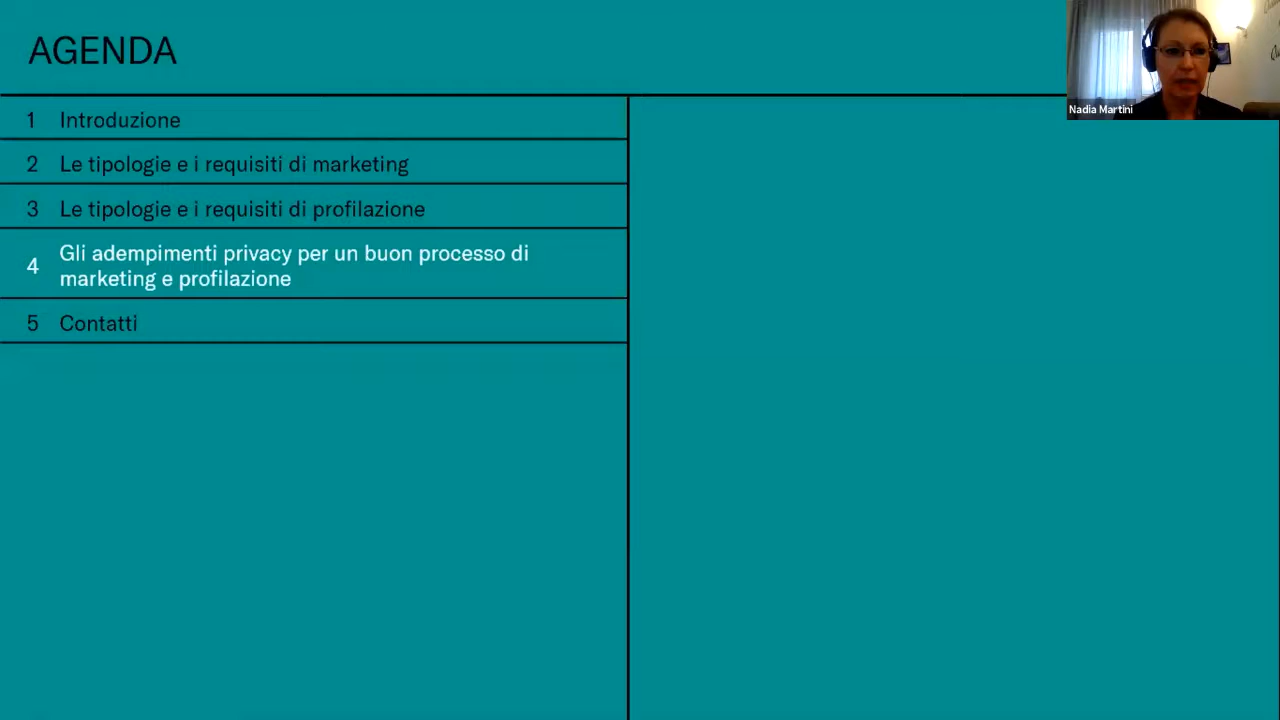 AGENDA
1 Introduzione
2 Le tipologie e i requisiti di marketing
3 Le tipologie e i requisiti di profilazione
4 Gli adempimenti privacy per un buon processo di
marketing e profilazione
5 Contatti
Nadia Martini